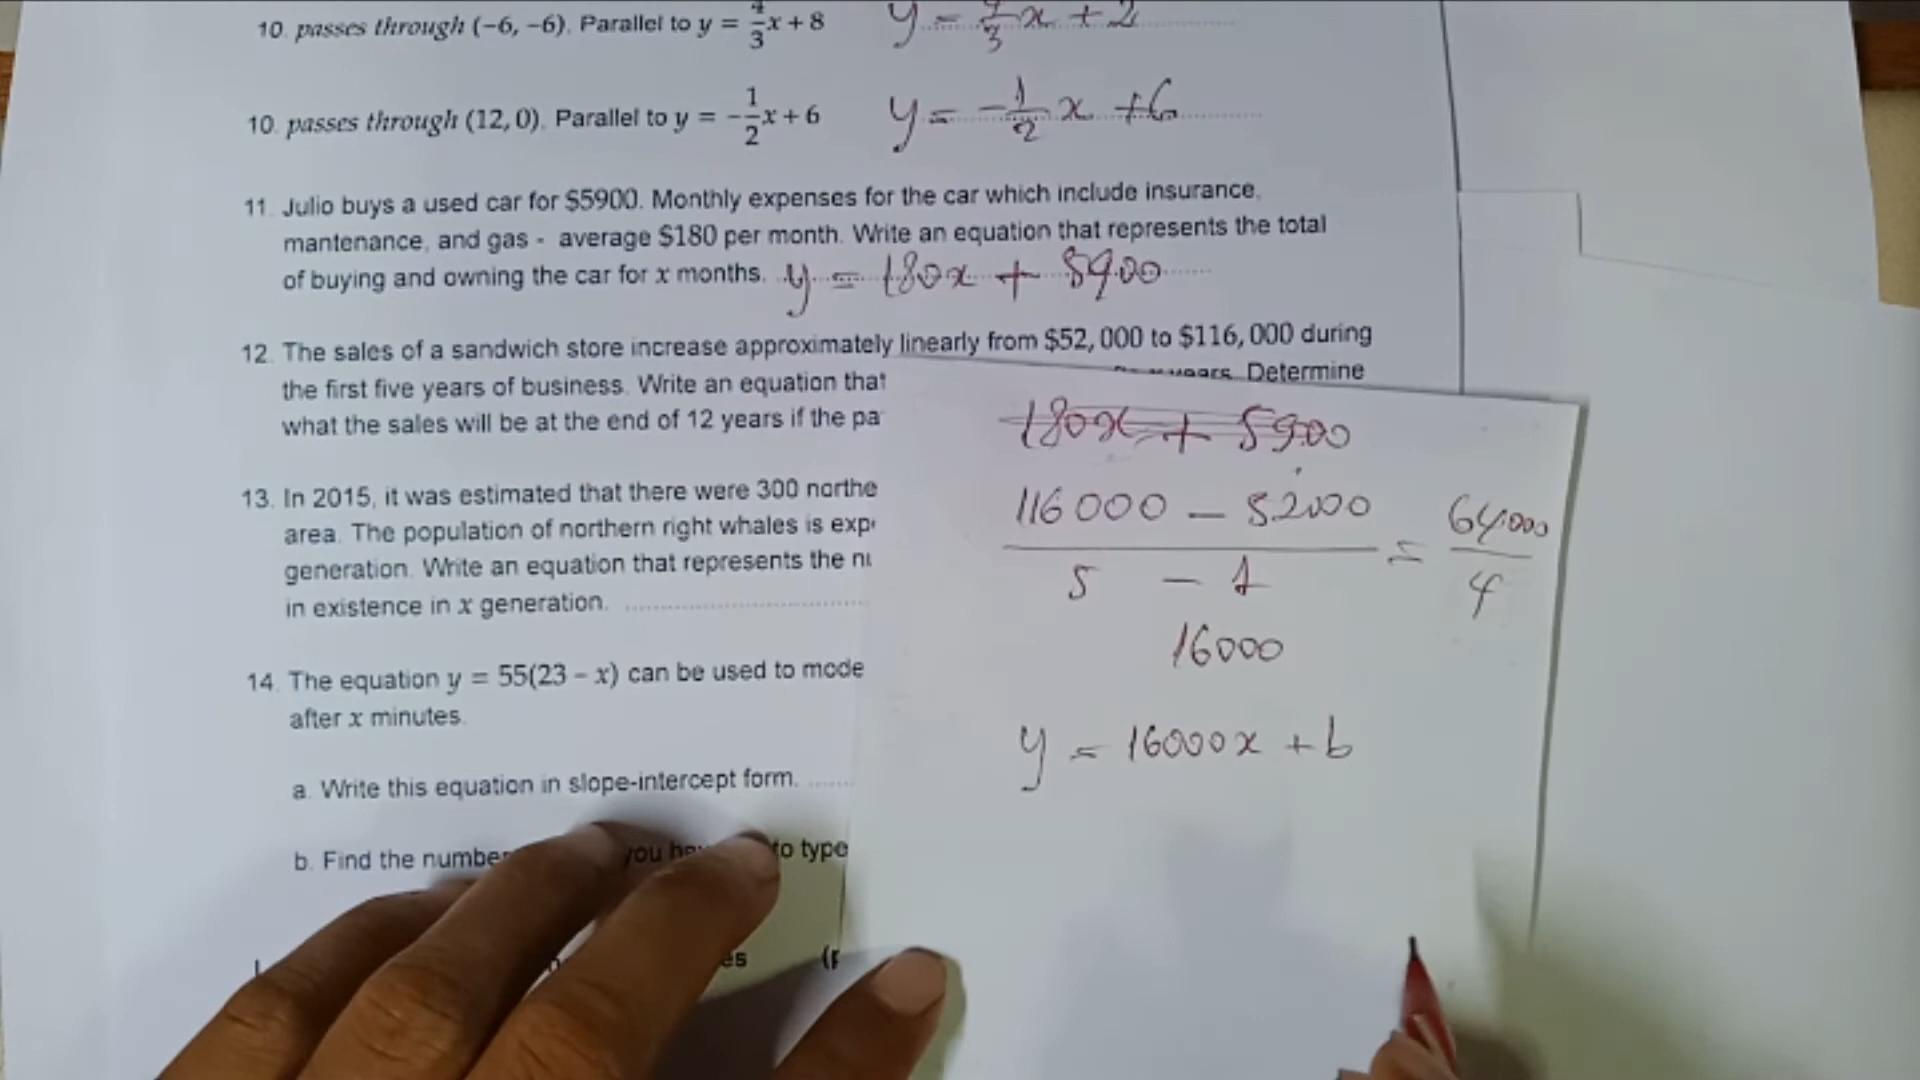 10. passes through (−6, −6). Parallel to y = 4/3 x + 8 y = x + 2
10. passes through (12, 0). Parallel to y = −1/2 x + 6 y = −1/2 x + 6
11. Julio buys a used car for $5900. Monthly expenses for the car which include insurance,
mantenance, and gas - average $180 per month. Write an equation that represents the total
of buying and owning the car for x months. y = 180x + 5900
12. The sales of a sandwich store increase approximately linearly from $52,000 to $116,000 during
the first five years of business. Write an equation that years. Determine
what the sales will be at the end of 12 years if the pa
13. In 2015, it was estimated that there were 300 northe
area. The population of northern right whales is exp
generation. Write an equation that represents the
in existence in x generation.
14. The equation y = 55(23 − x) can be used to mode
after x minutes.
a. Write this equation in slope-intercept form.
b. Find the number you to type
180x + 5900
116000 − 52000 / 5 − 1 = 64000 / 4
16000
y = 16000x + b